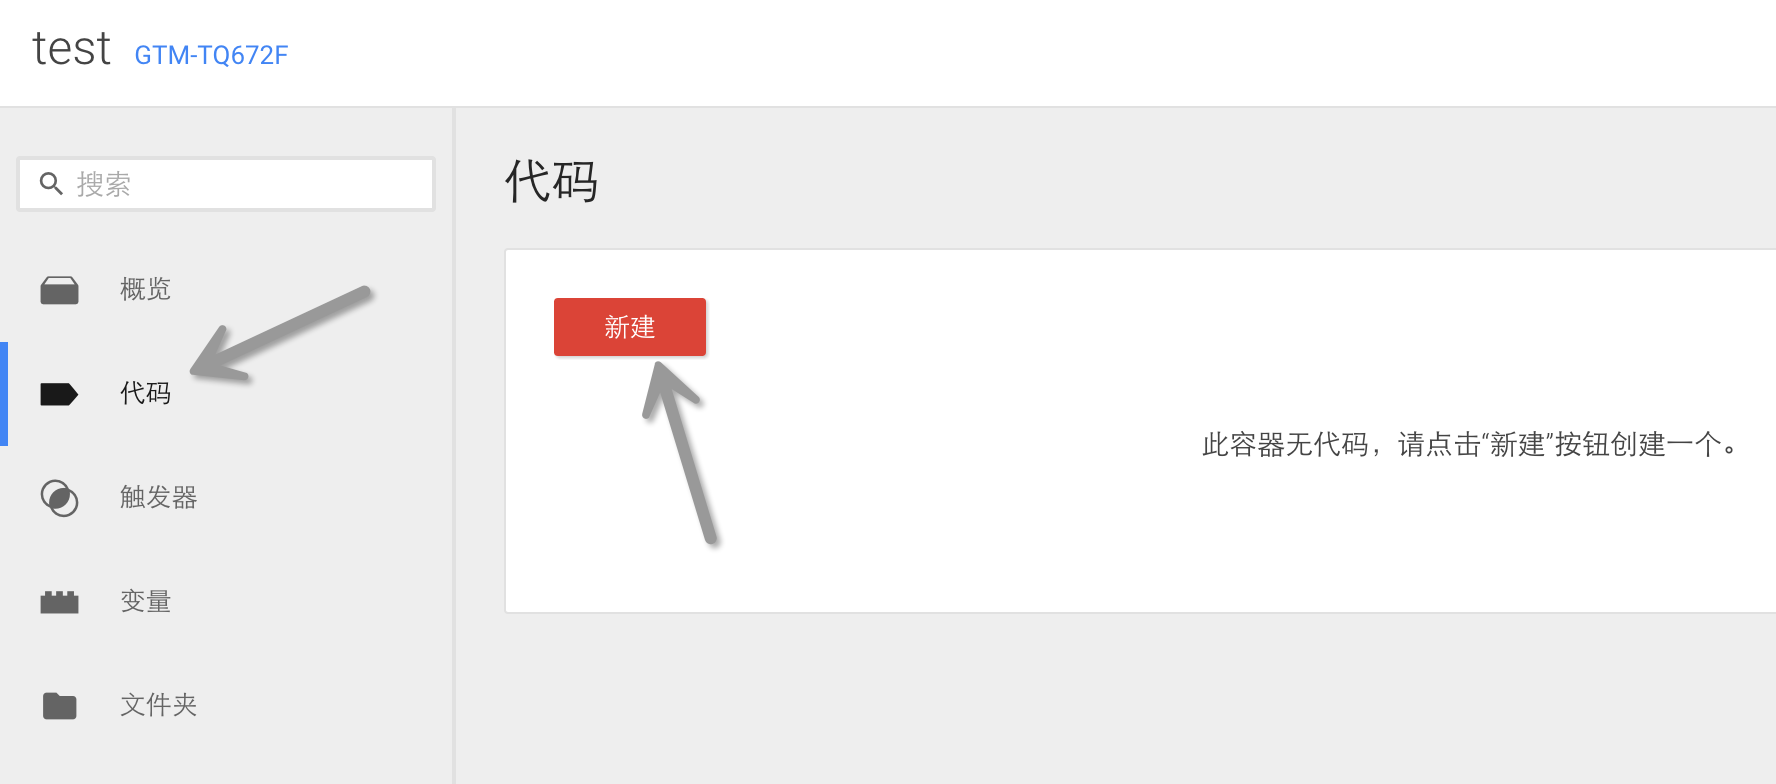 test GTM-TQ672F
搜索
概览
代码
触发器
变量
文件夹
代码
新建
此容器无代码，请点击“新建”按钮创建一个。